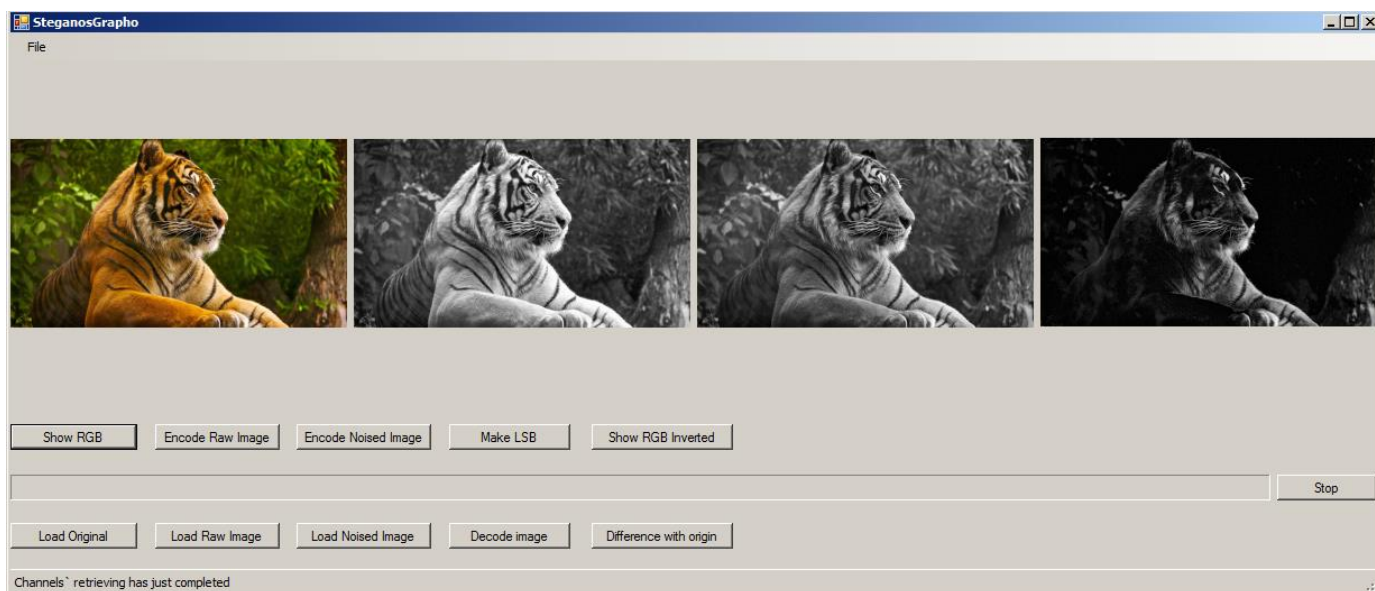 SteganosGrapho
File
Show RGB Encode Raw Image Encode Noised Image Make LSB Show RGB Inverted
Stop
Load Original Load Raw Image Load Noised Image Decode image Difference with origin
Channels` retrieving has just completed